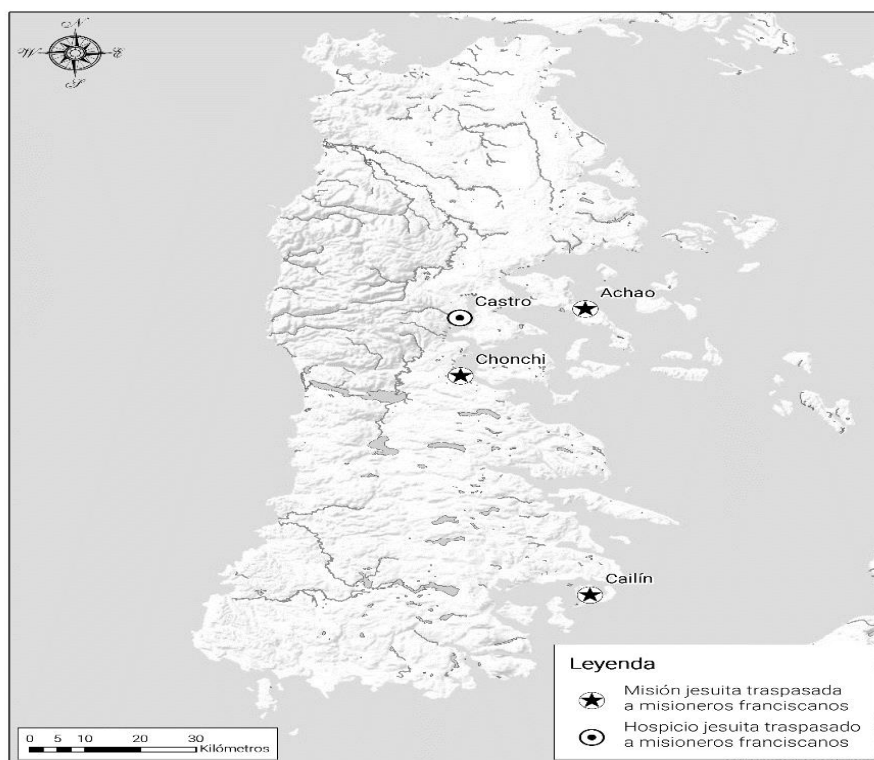 N
W E
S
Achao
Castro
Chonchi
Cailín
Leyenda
Misión jesuita traspasada
a misioneros franciscanos
Hospicio jesuita traspasado
a misioneros franciscanos
0 5 10 20 30
Kilómetros